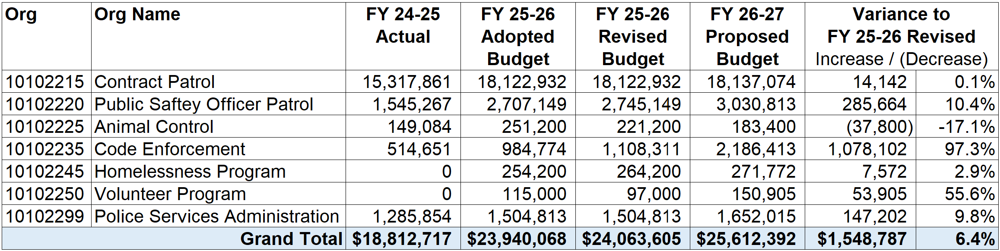 Org Org Name FY 24-25 Actual FY 25-26 Adopted Budget FY 25-26 Revised Budget FY 26-27 Proposed Budget Variance to FY 25-26 Revised Increase / (Decrease)
10102215 Contract Patrol 15,317,861 18,122,932 18,122,932 18,137,074 14,142 0.1%
10102220 Public Saftey Officer Patrol 1,545,267 2,707,149 2,745,149 3,030,813 285,664 10.4%
10102225 Animal Control 149,084 251,200 221,200 183,400 (37,800) -17.1%
10102235 Code Enforcement 514,651 984,774 1,108,311 2,186,413 1,078,102 97.3%
10102245 Homelessness Program 0 254,200 264,200 271,772 7,572 2.9%
10102250 Volunteer Program 0 115,000 97,000 150,905 53,905 55.6%
10102299 Police Services Administration 1,285,854 1,504,813 1,504,813 1,652,015 147,202 9.8%
Grand Total $18,812,717 $23,940,068 $24,063,605 $25,612,392 $1,548,787 6.4%